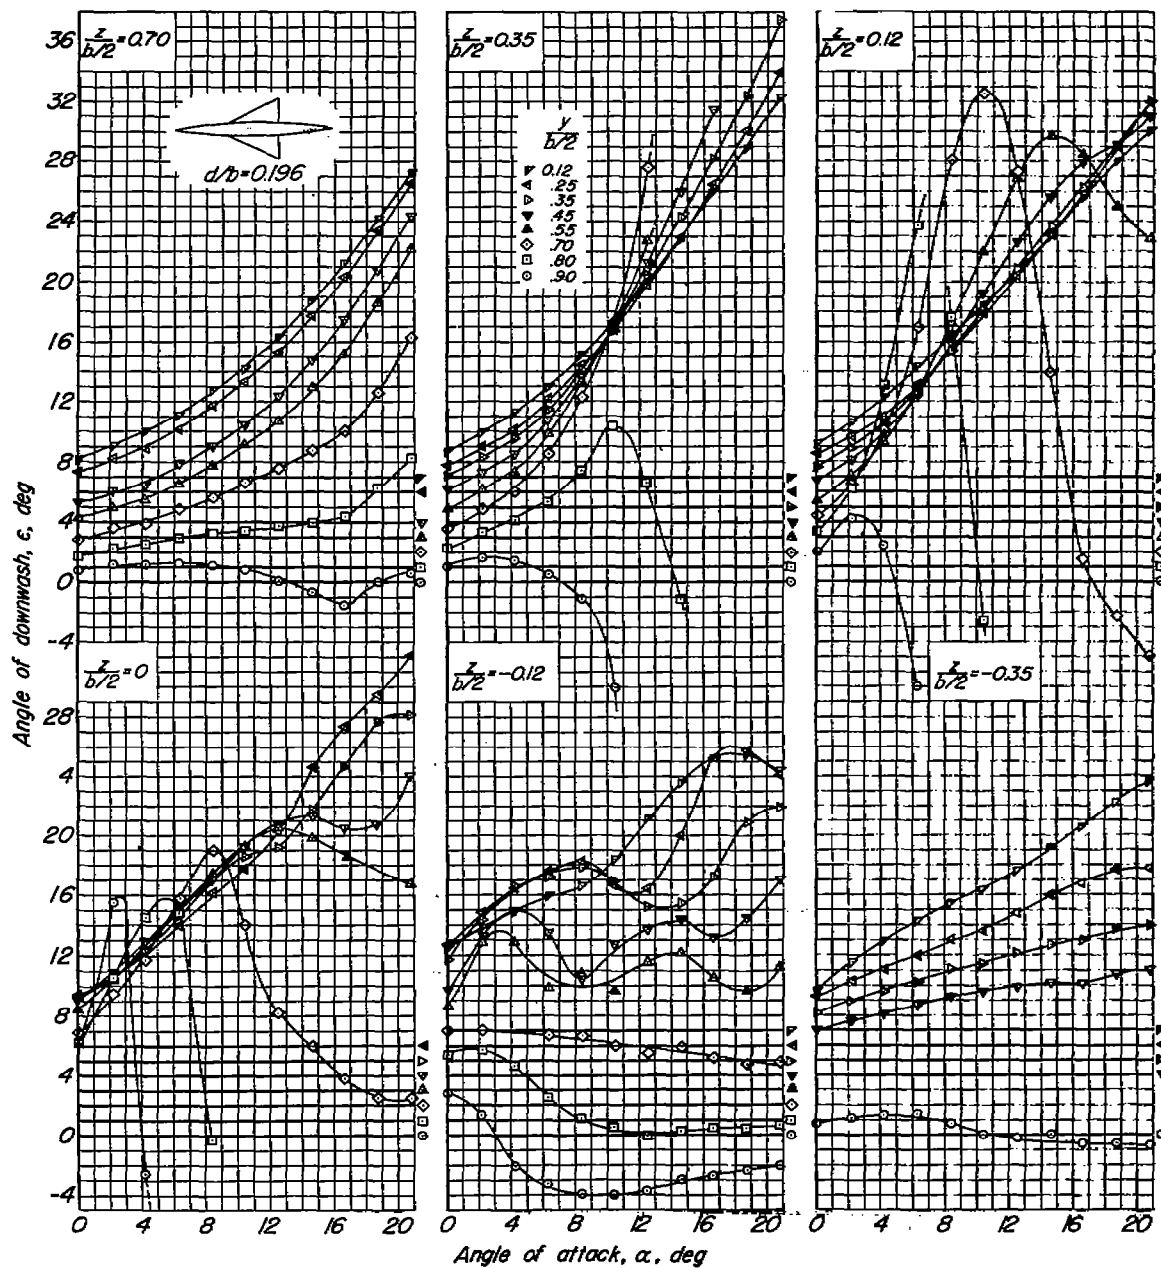 z/b/2 = 0.70
z/b/2 = 0.35
z/b/2 = 0.12
d/b = 0.196
y/b/2
0.12
.25
.35
.45
.55
.70
.80
.90
36
32
28
24
20
16
12
8
4
0
-4
Angle of downwash, ε, deg
z/b/2 = 0
z/b/2 = -0.12
z/b/2 = -0.35
28
4
20
16
12
8
4
0
-4
0 4 8 12 16 20
0 4 8 12 16 20
0 4 8 12 16 20
Angle of attack, α, deg